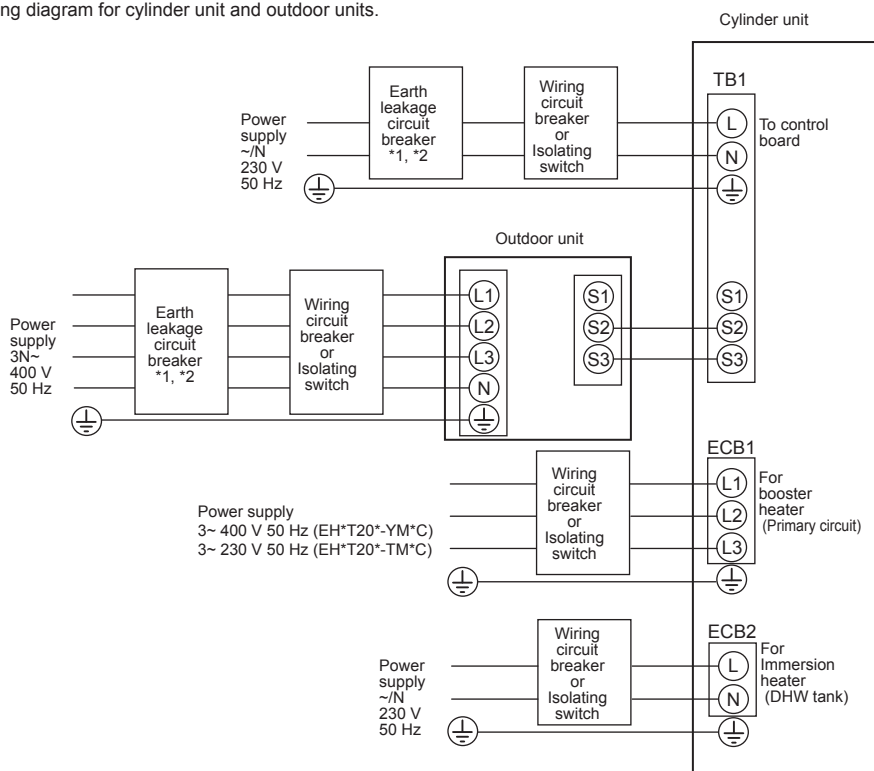 ng diagram for cylinder unit and outdoor units.
Cylinder unit
TB1
Power
supply
~/N
230 V
50 Hz
Earth
leakage
circuit
breaker
*1, *2
Wiring
circuit
breaker
or
Isolating
switch
L
N
To control
board
Outdoor unit
Power
supply
3N~
400 V
50 Hz
Earth
leakage
circuit
breaker
*1, *2
Wiring
circuit
breaker
or
Isolating
switch
L1
L2
L3
N
S1
S2
S3
S1
S2
S3
ECB1
Power supply
3~ 400 V 50 Hz (EH*T20*-YM*C)
3~ 230 V 50 Hz (EH*T20*-TM*C)
Wiring
circuit
breaker
or
Isolating
switch
L1
L2
L3
For
booster
heater
(Primary circuit)
ECB2
Power
supply
~/N
230 V
50 Hz
Wiring
circuit
breaker
or
Isolating
switch
L
N
For
Immersion
heater
(DHW tank)